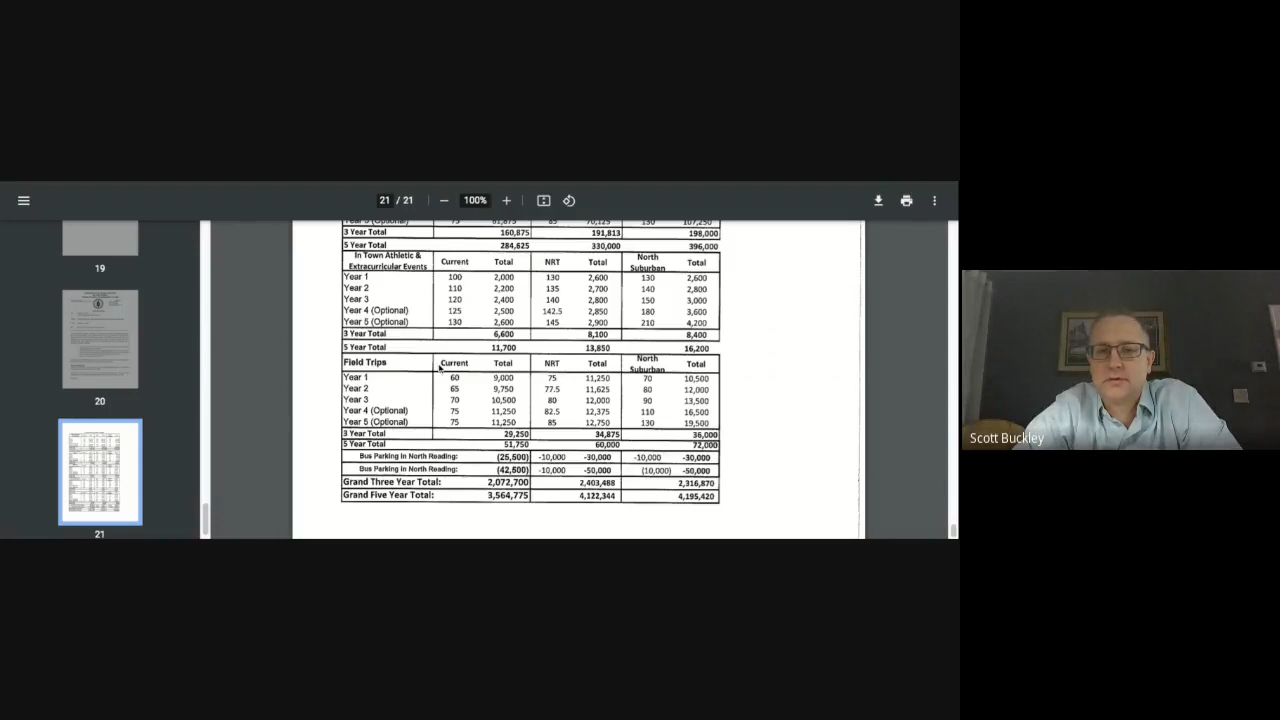 21 / 21 100%
Year 5 (Optional) 75 61,875 85 70,125 130 107,250
3 Year Total 160,875 191,813 198,000
5 Year Total 284,625 330,000 396,000
In Town Athletic & Extracurricular Events Current Total NRT Total North Suburban Total
Year 1 100 2,000 130 2,600 130 2,600
Year 2 110 2,200 135 2,700 140 2,800
Year 3 120 2,400 140 2,800 150 3,000
Year 4 (Optional) 125 2,500 142.5 2,850 180 3,600
Year 5 (Optional) 130 2,600 145 2,900 210 4,200
3 Year Total 6,600 8,100 8,400
5 Year Total 11,700 13,850 16,200
Field Trips Current Total NRT Total North Suburban Total
Year 1 60 9,000 75 11,250 70 10,500
Year 2 65 9,750 77.5 11,625 80 12,000
Year 3 70 10,500 80 12,000 90 13,500
Year 4 (Optional) 75 11,250 82.5 12,375 110 16,500
Year 5 (Optional) 75 11,250 85 12,750 130 19,500
3 Year Total 29,250 34,875 36,000
5 Year Total 51,750 60,000 72,000
Bus Parking in North Reading: (25,500) -10,000 -30,000 -10,000 -30,000
Bus Parking in North Reading: (42,500) -10,000 -50,000 (10,000) -50,000
Grand Three Year Total: 2,072,700 2,403,488 2,316,870
Grand Five Year Total: 3,564,775 4,122,344 4,195,420
19
20
21
Scott Buckley